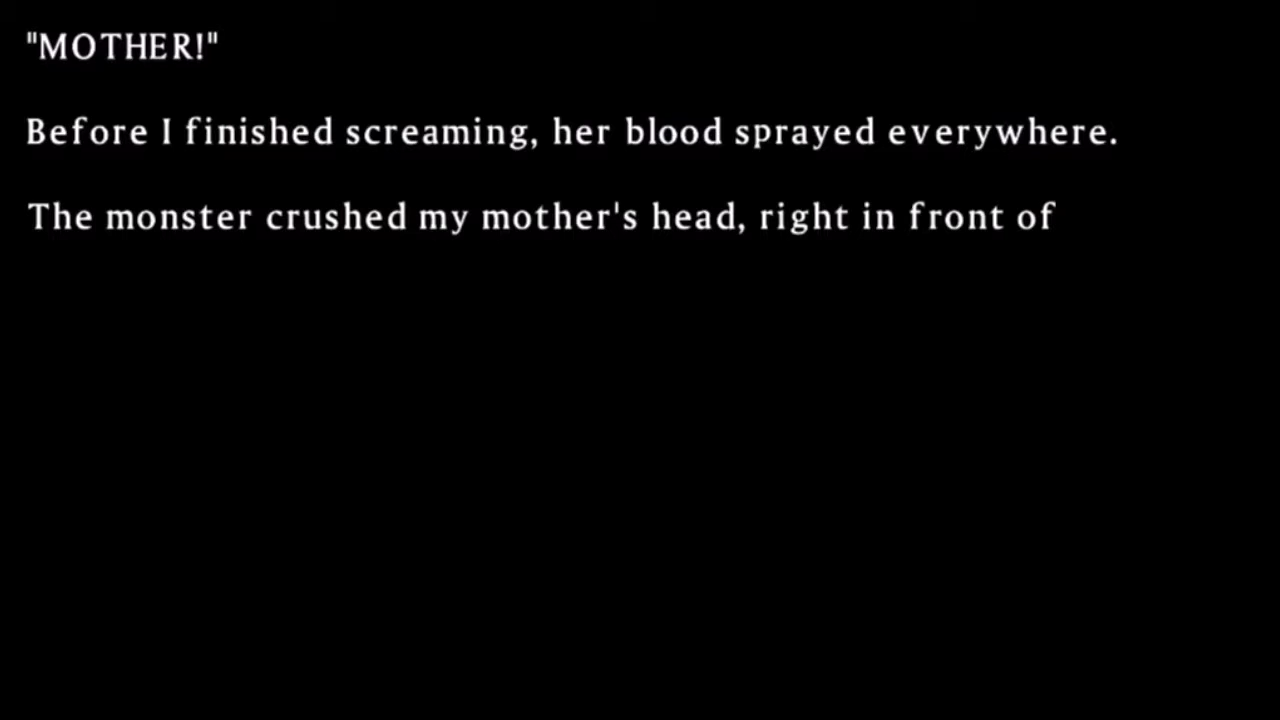 "MOTHER!"
Before I finished screaming, her blood sprayed everywhere.
The monster crushed my mother's head, right in front of